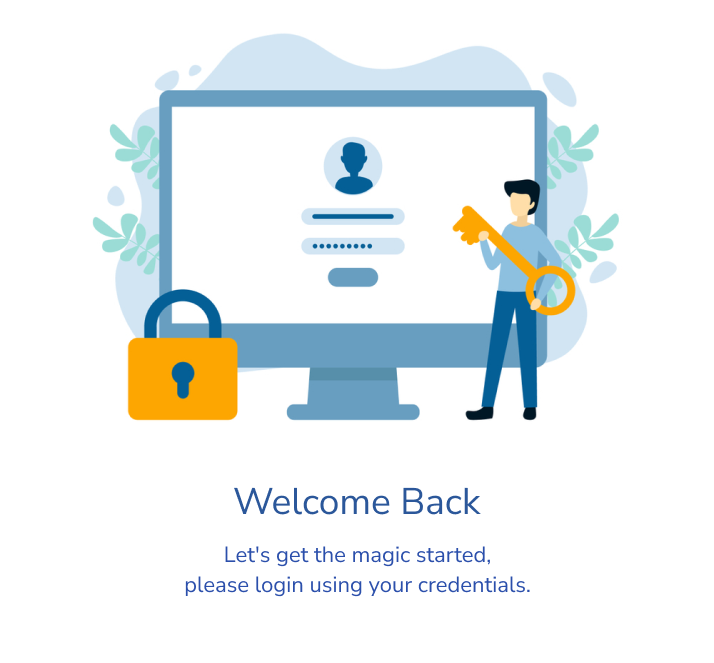 Welcome Back
Let's get the magic started,
please login using your credentials.